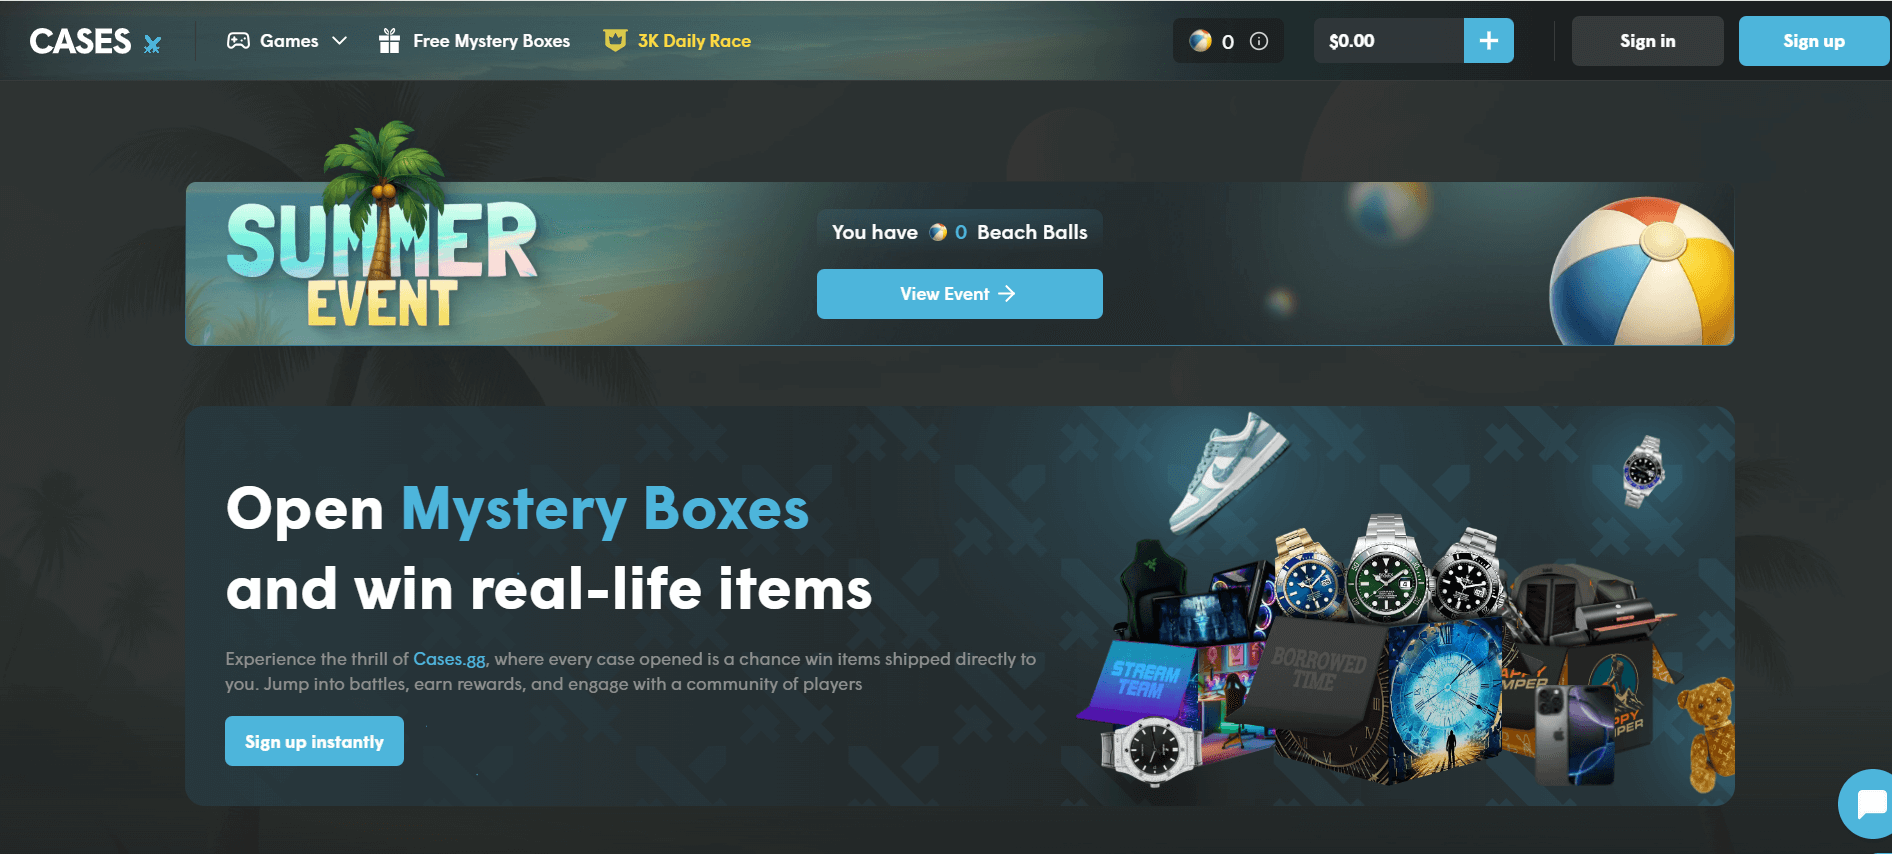 CASES
Games
Free Mystery Boxes
3K Daily Race
0
$0.00
Sign in
Sign up
SUMMER
EVENT
You have 0 Beach Balls
View Event
Open Mystery Boxes
and win real-life items
Experience the thrill of Cases.gg, where every case opened is a chance win items shipped directly to
you. Jump into battles, earn rewards, and engage with a community of players
Sign up instantly
STREAM
TEAM
BORROWED
TIME